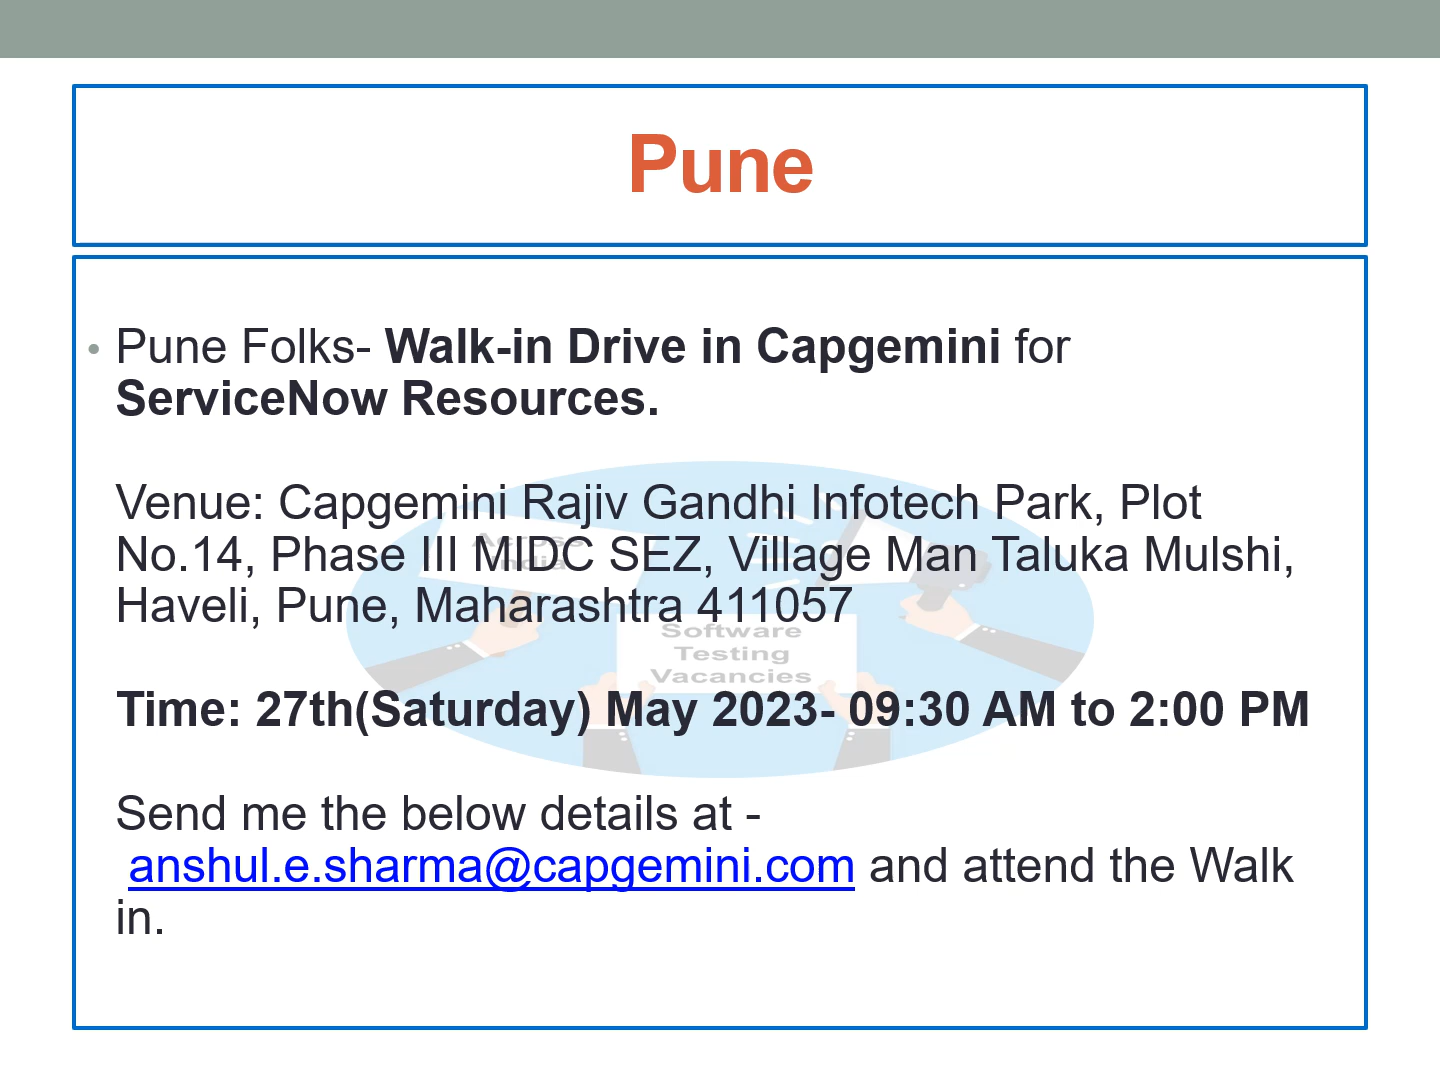 Pune
• Pune Folks- Walk-in Drive in Capgemini for
ServiceNow Resources.
Venue: Capgemini Rajiv Gandhi Infotech Park, Plot
No.14, Phase III MIDC SEZ, Village Man Taluka Mulshi,
Haveli, Pune, Maharashtra 411057
Across
India
Software
Testing
Vacancies
Time: 27th(Saturday) May 2023- 09:30 AM to 2:00 PM
Send me the below details at -
anshul.e.sharma@capgemini.com and attend the Walk
in.